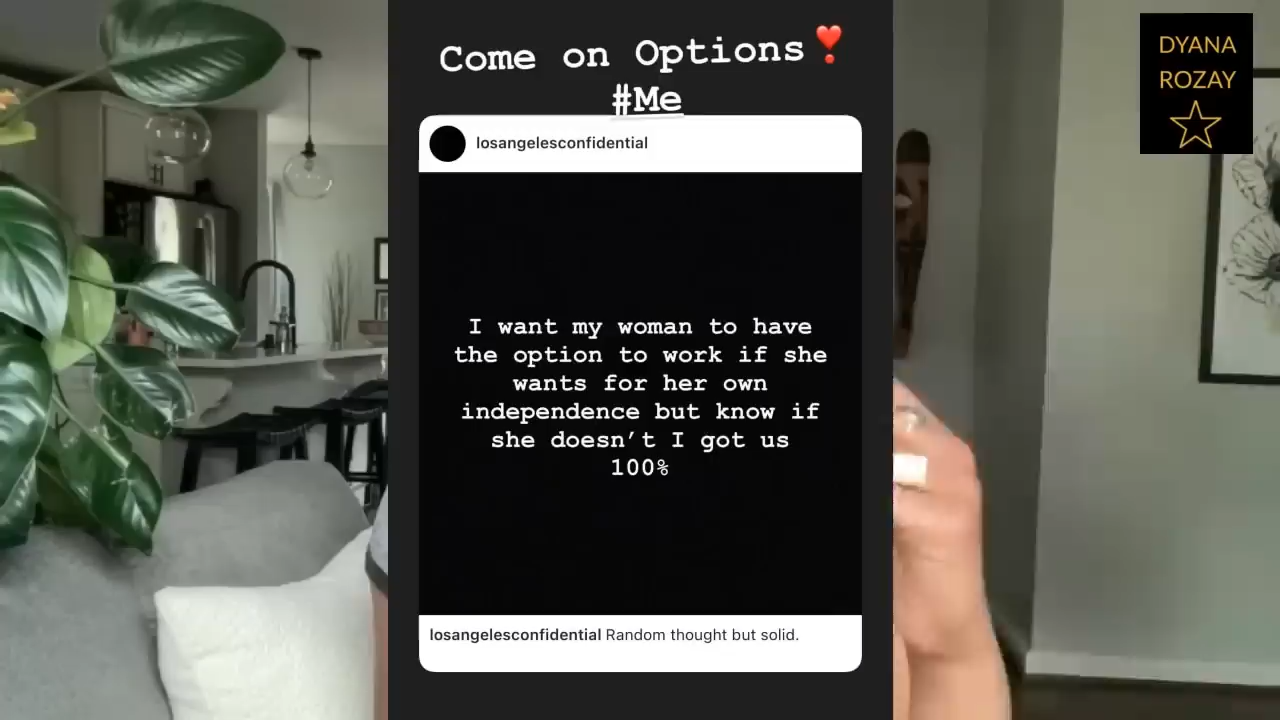 Come on Options❣️
#Me
losangelesconfidential
I want my woman to have
the option to work if she
wants for her own
independence but know if
she doesn't I got us
100%
losangelesconfidential Random thought but solid.
DYANA
ROZAY